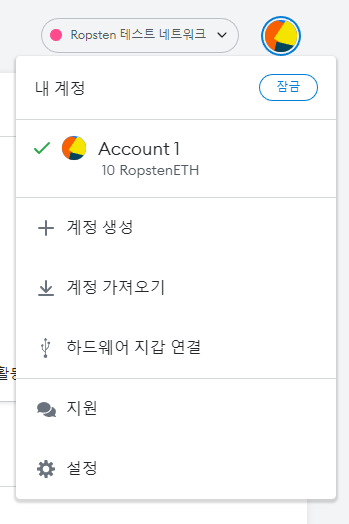 Ropsten 테스트 네트워크
내 계정
잠금
Account 1
10 RopstenETH
계정 생성
계정 가져오기
하드웨어 지갑 연결
지원
설정